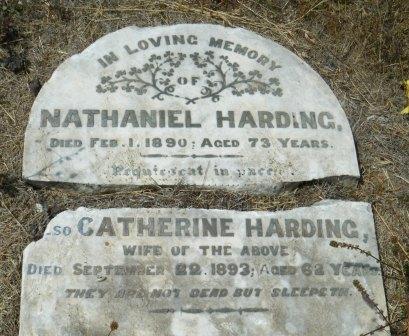 IN LOVING MEMORY
OF
NATHANIEL HARDING,
DIED FEB. 1. 1890; AGED 73 YEARS.
Requiescat in pace.
ALSO CATHERINE HARDING,
WIFE OF THE ABOVE
DIED SEPTEMBER 22. 1893; AGED 62 YEARS
THEY ARE NOT DEAD BUT SLEEPETH.